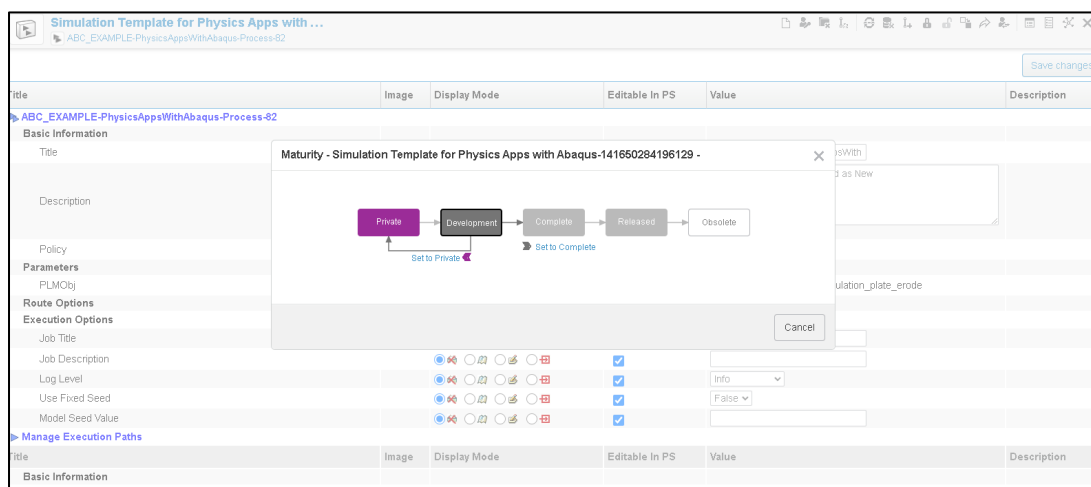 Simulation Template for Physics Apps with ...
ABC_EXAMPLE-PhysicsAppsWithAbaqus-Process-82
Save changes
Title Image Display Mode Editable In PS Value Description
ABC_EXAMPLE-PhysicsAppsWithAbaqus-Process-82
Basic Information
Title
Maturity - Simulation Template for Physics Apps with Abaqus-141650284196129 -
Description
Private Development Complete Released Obsolete
Set to Private Set to Complete
Policy
Parameters
PLMObj ulation_plate_erode
Route Options
Execution Options
Cancel
Job Title
Job Description
Log Level Info
Use Fixed Seed False
Model Seed Value
Manage Execution Paths
Title Image Display Mode Editable In PS Value Description
Basic Information